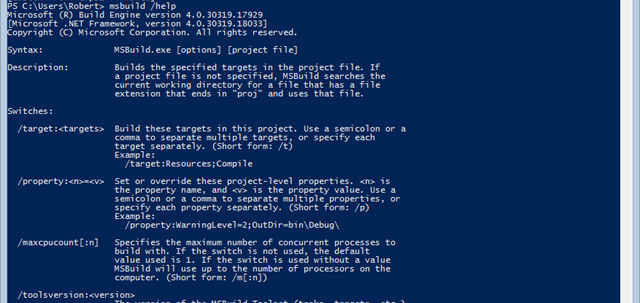 PS C:\Users\Robert> msbuild /help
Microsoft (R) Build Engine version 4.0.30319.17929
[Microsoft .NET Framework, version 4.0.30319.18033]
Copyright (C) Microsoft Corporation. All rights reserved.
Syntax: MSBuild.exe [options] [project file]
Description: Builds the specified targets in the project file. If
a project file is not specified, MSBuild searches the
current working directory for a file that has a file
extension that ends in "proj" and uses that file.
Switches:
/target:<targets> Build these targets in this project. Use a semicolon or a
comma to separate multiple targets, or specify each
target separately. (Short form: /t)
Example:
/target:Resources;Compile
/property:<n>=<v> Set or override these project-level properties. <n> is
the property name, and <v> is the property value. Use a
semicolon or a comma to separate multiple properties, or
specify each property separately. (Short form: /p)
Example:
/property:WarningLevel=2;OutDir=bin\Debug\
/maxcpucount[:n] Specifies the maximum number of concurrent processes to
build with. If the switch is not used, the default
value used is 1. If the switch is used without a value
MSBuild will use up to the number of processors on the
computer. (Short form: /m[:n])
/toolsversion:<version>
The version of the MSBuild Toolset (tasks, targets, etc.)